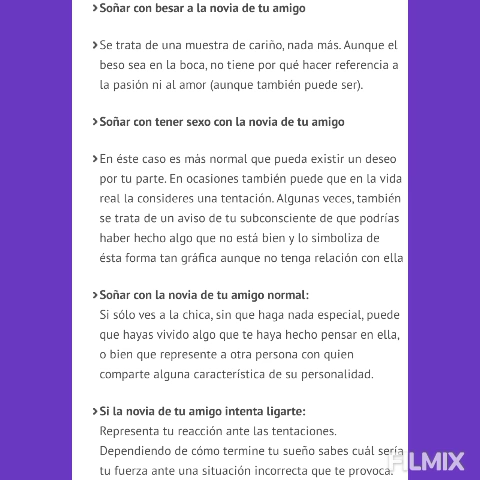 Soñar con besar a la novia de tu amigo
Se trata de una muestra de cariño, nada más. Aunque el
beso sea en la boca, no tiene por qué hacer referencia a
la pasión ni al amor (aunque también puede ser).
Soñar con tener sexo con la novia de tu amigo
En éste caso es más normal que pueda existir un deseo
por tu parte. En ocasiones también puede que en la vida
real la consideres una tentación. Algunas veces, también
se trata de un aviso de tu subconsciente de que podrías
haber hecho algo que no está bien y lo simboliza de
ésta forma tan gráfica aunque no tenga relación con ella
Soñar con la novia de tu amigo normal:
Si sólo ves a la chica, sin que haga nada especial, puede
que hayas vivido algo que te haya hecho pensar en ella,
o bien que represente a otra persona con quien
comparte alguna característica de su personalidad.
Si la novia de tu amigo intenta ligarte:
Representa tu reacción ante las tentaciones.
Dependiendo de cómo termine tu sueño sabes cuál sería
tu fuerza ante una situación incorrecta que te provoca.
FILMIX